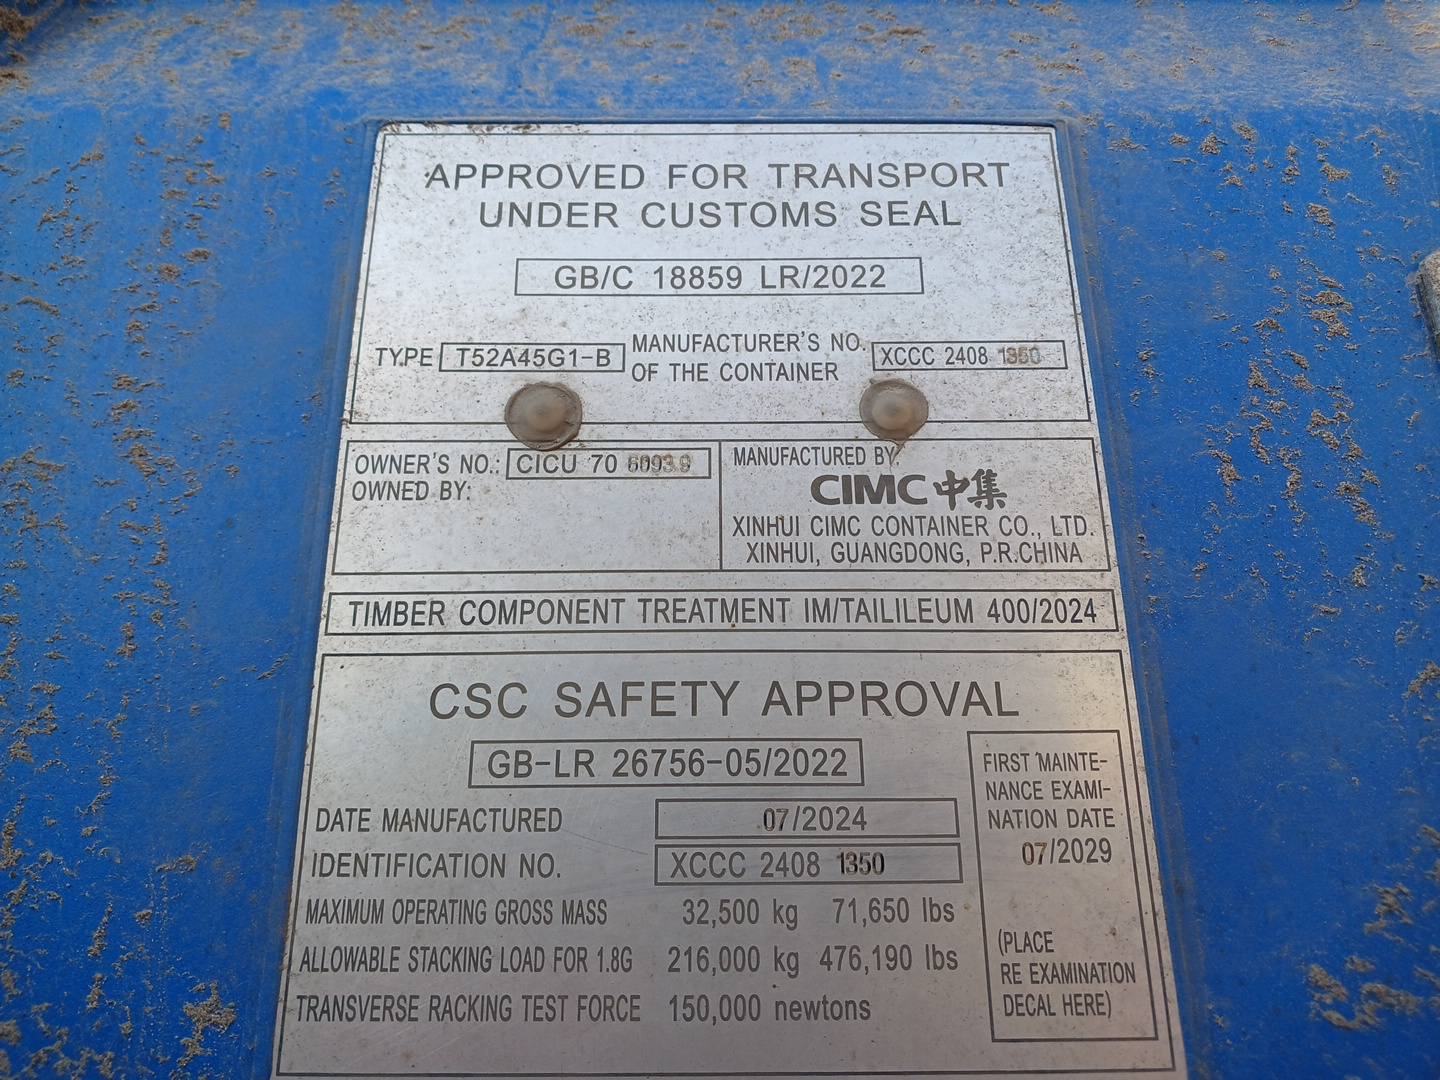 APPROVED FOR TRANSPORT
UNDER CUSTOMS SEAL
GB/C 18859 LR/2022
TYPE T52A45G1-B MANUFACTURER'S NO. OF THE CONTAINER XCCC 2408 1350
OWNER'S NO.: CICU 70
OWNED BY:
MANUFACTURED BY:
CIMC 中集
XINHUI CIMC CONTAINER CO., LTD.
XINHUI, GUANGDONG, P.R.CHINA
TIMBER COMPONENT TREATMENT IM/TAILILEUM 400/2024
CSC SAFETY APPROVAL
GB-LR 26756-05/2022
DATE MANUFACTURED 07/2024
IDENTIFICATION NO. XCCC 2408 1350
MAXIMUM OPERATING GROSS MASS 32,500 kg 71,650 lbs
ALLOWABLE STACKING LOAD FOR 1.8G 216,000 kg 476,190 lbs
TRANSVERSE RACKING TEST FORCE 150,000 newtons
FIRST MAINTE-
NANCE EXAMI-
NATION DATE
07/2029
(PLACE
RE EXAMINATION
DECAL HERE)